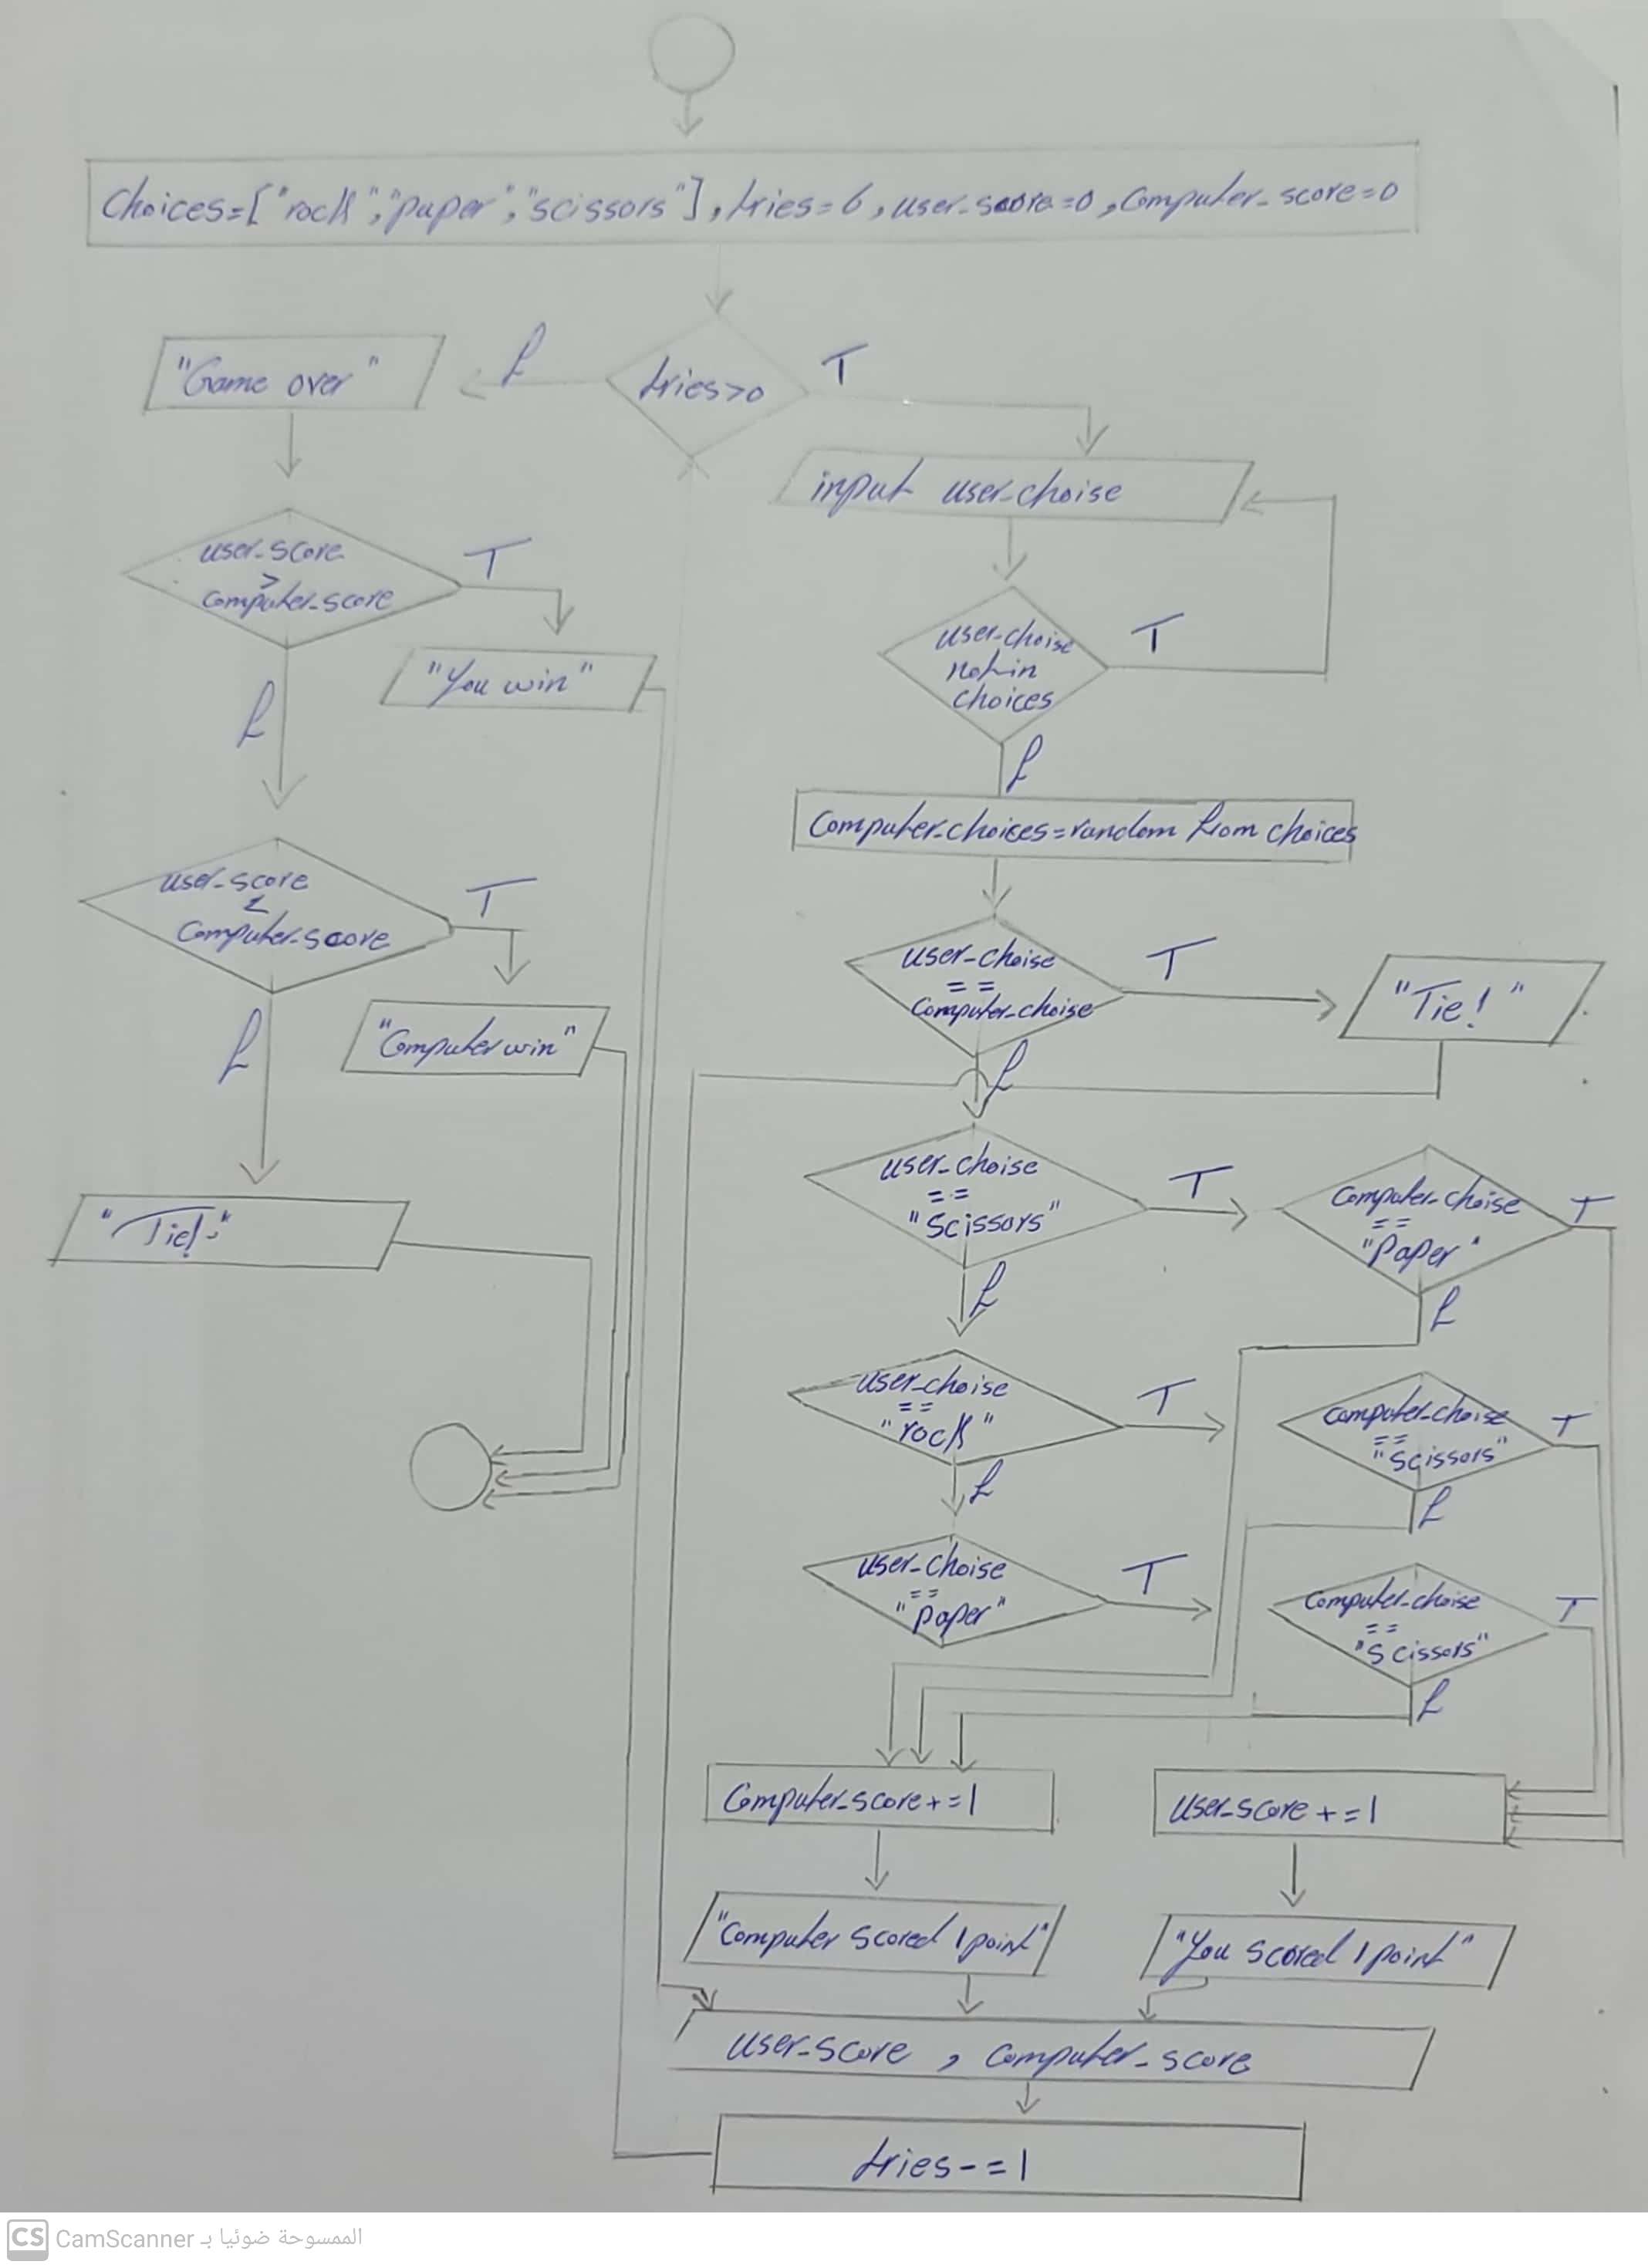 Choices=["rock","paper","scissors"], tries=6, user_score=0, Computer_score=0
tries>0
f
T
"Game over"
input user_choise
user_score
>
computer_score
T
f
"You win"
user_choise
not in
choices
T
f
Computer_choices=random from choices
user_score
<
Computer_score
T
f
"Computer win"
user_choise
==
Computer_choise
T
f
"Tie!"
"Tie!"
user_choise
==
"Scissors"
T
f
Computer_choise
==
"Paper"
T
f
user_choise
==
"rock"
T
f
Computer_choise
==
"Scissors"
T
f
user_choise
==
"paper"
T
Computer_choise
==
"Scissors"
T
f
Computer_score+=1
User_score+=1
"Computer Scored 1 point"
"You Scored 1 point"
user_score , computer_score
tries-=1
CS CamScanner الممسوحة ضوئيا بـ